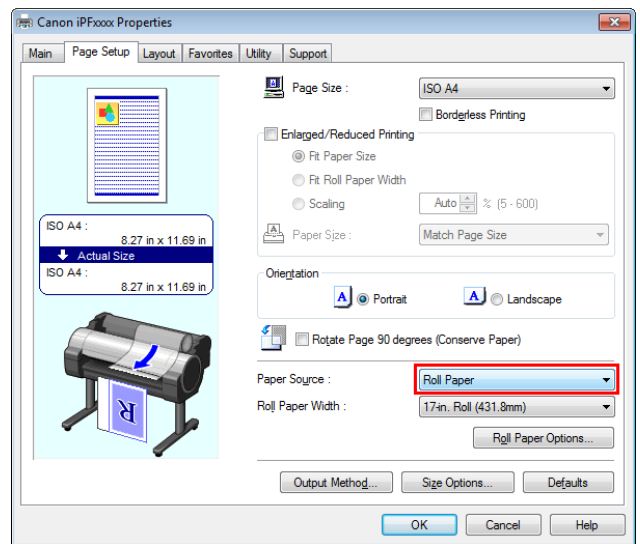 Canon iPFxxxx Properties
Main Page Setup Layout Favorites Utility Support
Page Size : ISO A4
Borderless Printing
Enlarged/Reduced Printing
Fit Paper Size
Fit Roll Paper Width
Scaling Auto % (5 - 600)
Paper Size : Match Page Size
ISO A4 :
8.27 in x 11.69 in
Actual Size
ISO A4 :
8.27 in x 11.69 in
Orientation
A Portrait A Landscape
Rotate Page 90 degrees (Conserve Paper)
Paper Source : Roll Paper
Roll Paper Width : 17-in. Roll (431.8mm)
Roll Paper Options...
R
Output Method... Size Options... Defaults
OK Cancel Help